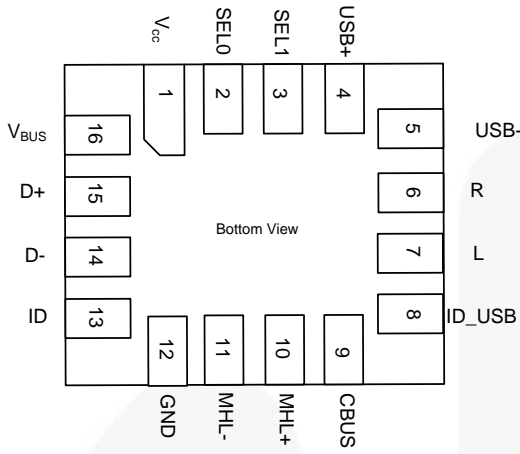 Vcc
SEL0
SEL1
USB+
1
2
3
4
VBUS
16
5
USB-
D+
15
6
R
Bottom View
D-
14
7
L
ID
13
8
ID_USB
12
11
10
9
GND
MHL-
MHL+
CBUS